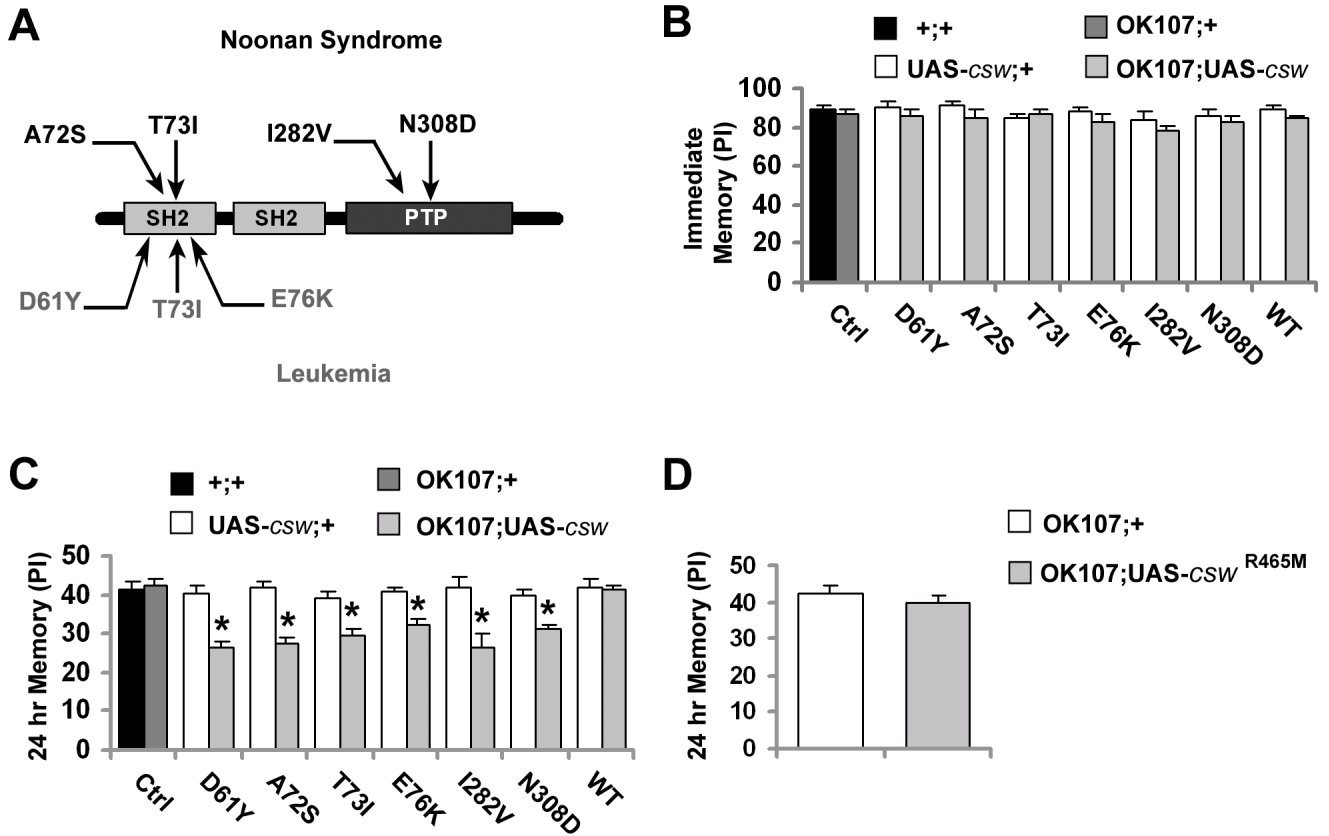 A
Noonan Syndrome
A72S
T73I
I282V
N308D
SH2
SH2
PTP
D61Y
T73I
E76K
Leukemia
B
+;+
OK107;+
UAS-csw;+
OK107;UAS-csw
Immediate
Memory (PI)
100
80
60
40
20
0
Ctrl
D61Y
A72S
T73I
E76K
I282V
N308D
WT
C
+;+
OK107;+
UAS-csw;+
OK107;UAS-csw
24 hr Memory (PI)
50
40
30
20
10
0
* * * * * *
Ctrl
D61Y
A72S
T73I
E76K
I282V
N308D
WT
D
OK107;+
OK107;UAS-csw R465M
24 hr Memory (PI)
50
40
30
20
10
0